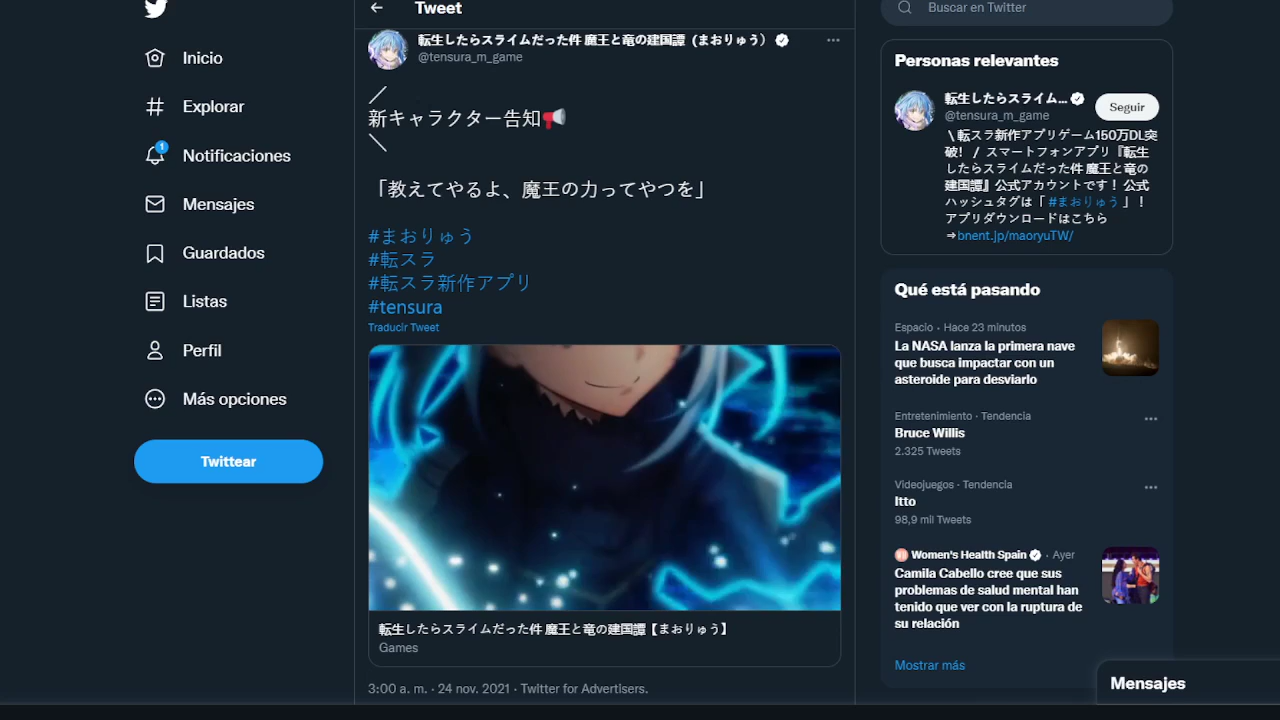 Inicio
Explorar
1
Notificaciones
Mensajes
Guardados
Listas
Perfil
Más opciones
Twittear
Tweet
転生したらスライムだった件 魔王と竜の建国譚（まおりゅう）
@tensura_m_game
／
新キャラクター告知📢
＼
「教えてやるよ、魔王の力ってやつを」
#まおりゅう
#転スラ
#転スラ新作アプリ
#tensura
Traducir Tweet
転生したらスライムだった件 魔王と竜の建国譚【まおりゅう】
Games
3:00 a. m. · 24 nov. 2021 · Twitter for Advertisers.
Buscar en Twitter
Personas relevantes
転生したらスライム...
@tensura_m_game
Seguir
\ 転スラ新作アプリゲーム150万DL突
破！ / スマートフォンアプリ『転生
したらスライムだった件 魔王と竜の
建国譚』公式アカウントです！ 公式
ハッシュタグは「 #まおりゅう 」！
アプリダウンロードはこちら
⇒bnent.jp/maoryuTW/
Qué está pasando
Espacio · Hace 23 minutos
La NASA lanza la primera nave
que busca impactar con un
asteroide para desviarlo
Entretenimiento · Tendencia
Bruce Willis
2.325 Tweets
Videojuegos · Tendencia
Itto
98,9 mil Tweets
Women's Health Spain · Ayer
Camila Cabello cree que sus
problemas de salud mental han
tenido que ver con la ruptura de
su relación
Mostrar más
Mensajes